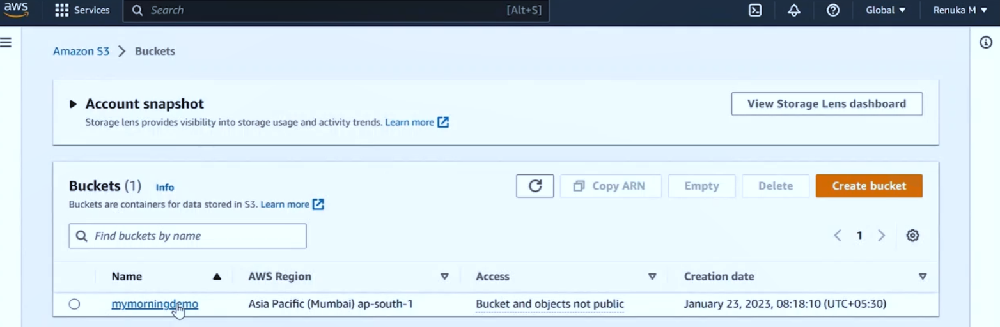 aws Services Search [Alt+S] Global Renuka M
Amazon S3 > Buckets
Account snapshot
View Storage Lens dashboard
Storage lens provides visibility into storage usage and activity trends. Learn more
Buckets (1) Info
Copy ARN Empty Delete Create bucket
Buckets are containers for data stored in S3. Learn more
Find buckets by name
1
Name AWS Region Access Creation date
mymorningdemo Asia Pacific (Mumbai) ap-south-1 Bucket and objects not public January 23, 2023, 08:18:10 (UTC+05:30)